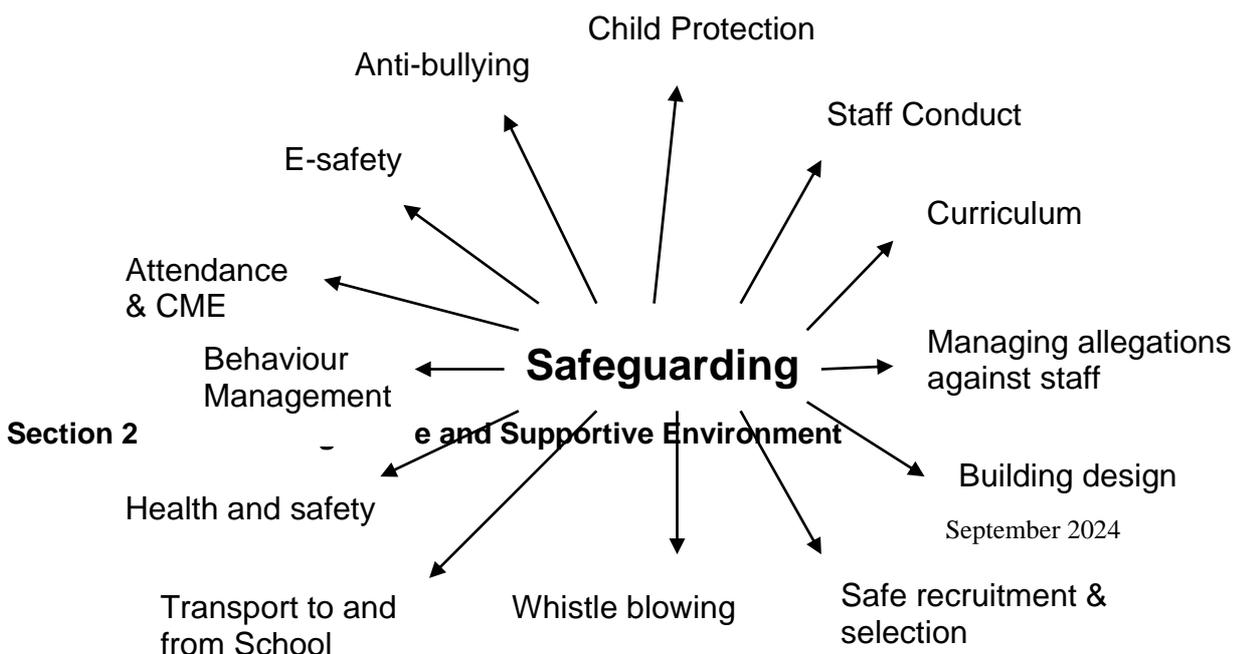 Child Protection
Anti-bullying
Staff Conduct
E-safety
Curriculum
Attendance
& CME
Managing allegations
against staff
Behaviour
Management
Safeguarding
Section 2
e and Supportive Environment
Building design
Health and safety
September 2024
Safe recruitment &
selection
Transport to and
from School
Whistle blowing